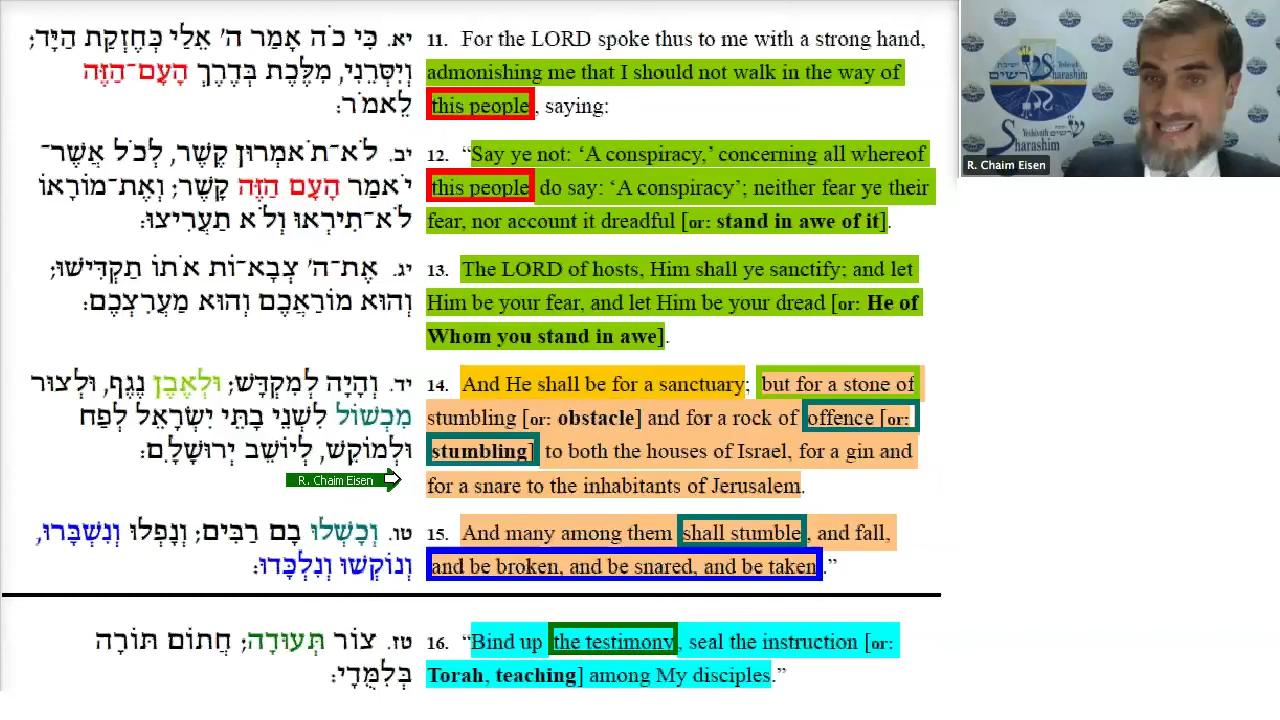 יא. כִּי כֹה אָמַר ה' אֵלַי כְּחֶזְקַת הַיָּד;
וְיִסְּרֵנִי, מִלֶּכֶת בְּדֶרֶךְ הָעָם־הַזֶּה
לֵאמֹר:
11. For the LORD spoke thus to me with a strong hand,
admonishing me that I should not walk in the way of
this people, saying:
יב. לֹא־תֹאמְרוּן קֶשֶׁר, לְכֹל אֲשֶׁר־
יֹאמַר הָעָם הַזֶּה קָשֶׁר; וְאֶת־מוֹרָאוֹ
לֹא־תִירְאוּ וְלֹא תַעֲרִיצוּ:
12. “Say ye not: ‘A conspiracy,’ concerning all whereof
this people do say: ‘A conspiracy’; neither fear ye their
fear, nor account it dreadful [or: stand in awe of it].
יג. אֶת־ה' צְבָא־וֹת אֹתוֹ תַקְדִּישׁוּ;
וְהוּא מוֹרַאֲכֶם וְהוּא מַעֲרִצְכֶם:
13. The LORD of hosts, Him shall ye sanctify; and let
Him be your fear, and let Him be your dread [or: He of
Whom you stand in awe].
יד. וְהָיָה לְמִקְדָּשׁ; וּלְאֶבֶן נֶגֶף, וּלְצוּר
מִכְשׁוֹל לִשְׁנֵי בָתֵּי יִשְׂרָאֵל לְפַח
וּלְמוֹקֵשׁ, לְיוֹשֵׁב יְרוּשָׁלָ͏ִם:
14. And He shall be for a sanctuary; but for a stone of
stumbling [or: obstacle] and for a rock of offence [or:
stumbling] to both the houses of Israel, for a gin and
for a snare to the inhabitants of Jerusalem.
טו. וְכָשְׁלוּ בָם רַבִּים; וְנָפְלוּ וְנִשְׁבָּרוּ,
וְנוֹקְשׁוּ וְנִלְכָּדוּ:
15. And many among them shall stumble, and fall,
and be broken, and be snared, and be taken.”
טז. צוֹר תְּעוּדָה; חֲתוֹם תּוֹרָה
בְּלִמֻּדָי:
16. “Bind up the testimony, seal the instruction [or:
Torah, teaching] among My disciples.”
R. Chaim Eisen
R. Chaim Eisen
Yeshivath Sharashim